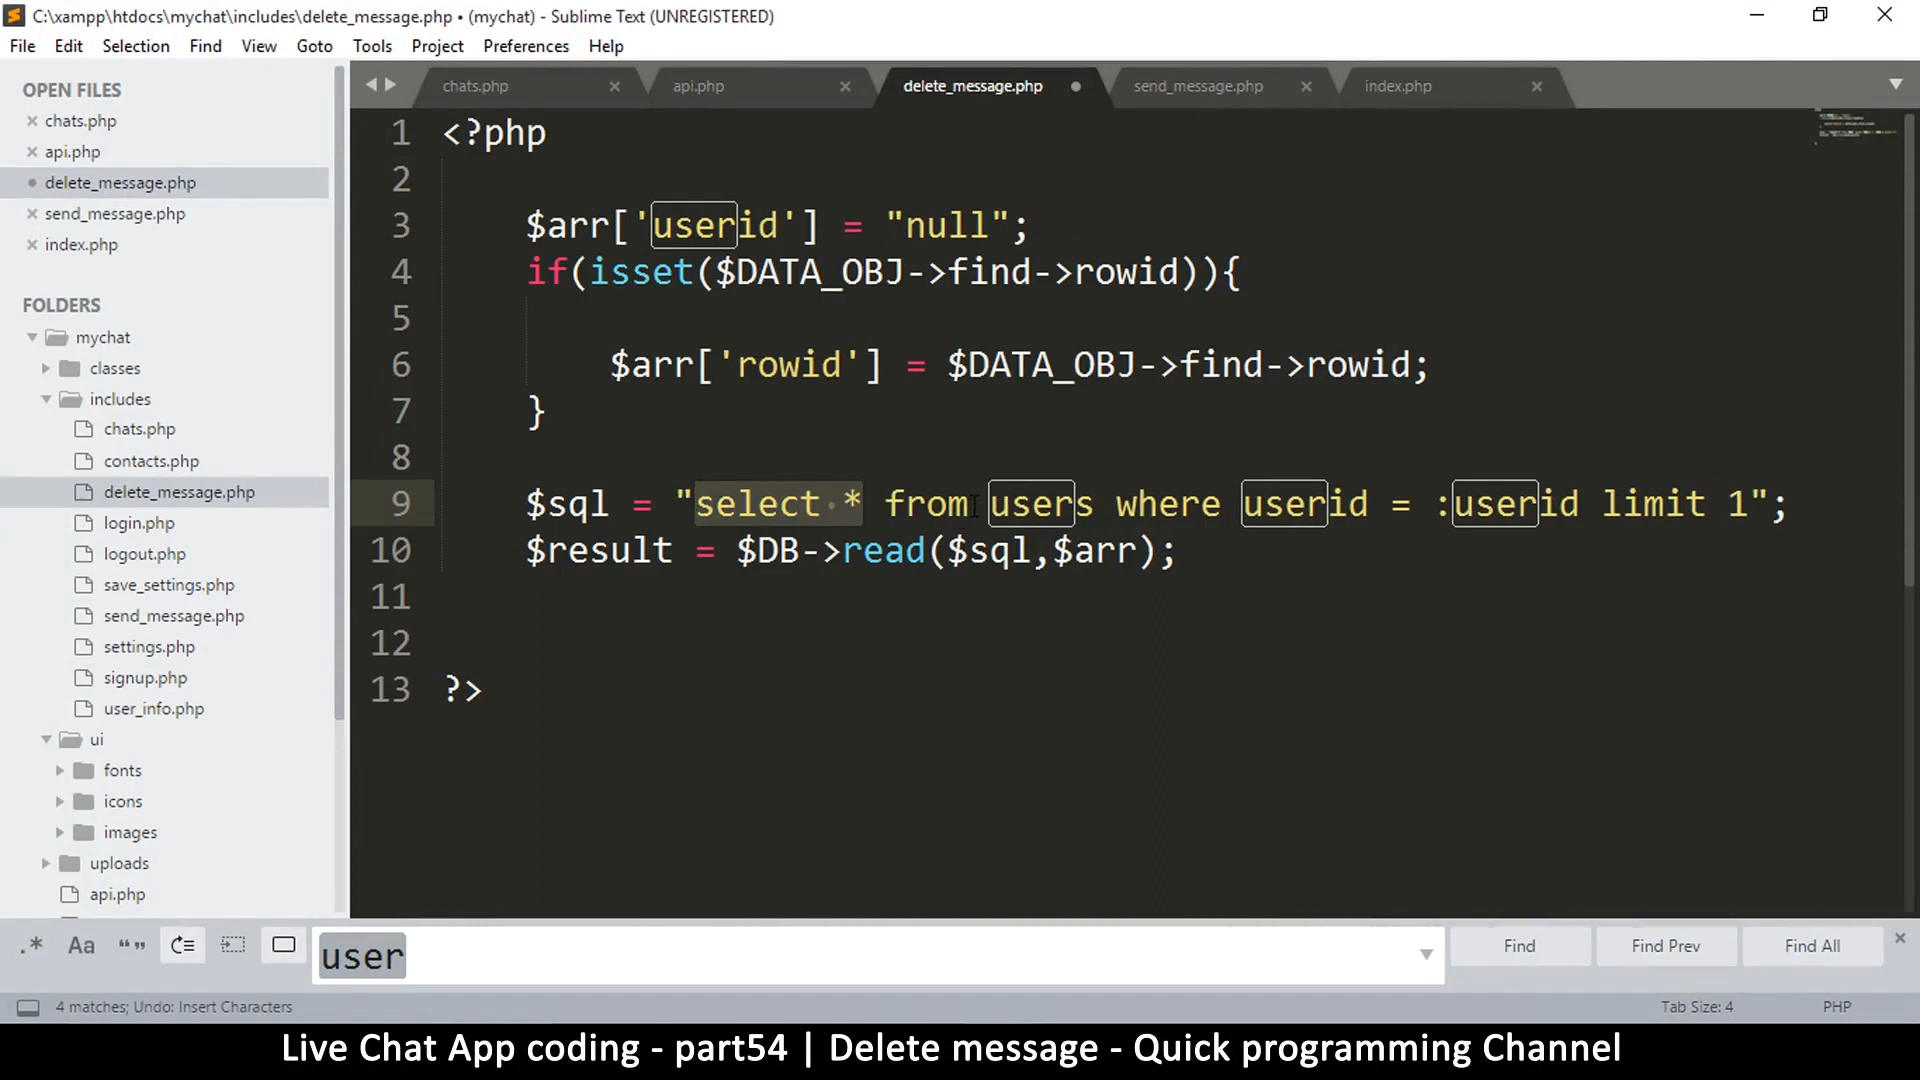 C:\xampp\htdocs\mychat\includes\delete_message.php • (mychat) - Sublime Text (UNREGISTERED)
File Edit Selection Find View Goto Tools Project Preferences Help
OPEN FILES
chats.php
api.php
delete_message.php
send_message.php
index.php
FOLDERS
mychat
classes
includes
chats.php
contacts.php
delete_message.php
login.php
logout.php
save_settings.php
send_message.php
settings.php
signup.php
user_info.php
ui
fonts
icons
images
uploads
api.php
chats.php api.php delete_message.php send_message.php index.php
1 <?php
2
3 $arr['userid'] = "null";
4 if(isset($DATA_OBJ->find->rowid)){
5
6 $arr['rowid'] = $DATA_OBJ->find->rowid;
7 }
8
9 $sql = "select * from users where userid = :userid limit 1";
10 $result = $DB->read($sql,$arr);
11
12
13 ?>
.* Aa “” user Find Find Prev Find All
4 matches; Undo: Insert Characters Tab Size: 4 PHP
Live Chat App coding - part54 | Delete message - Quick programming Channel